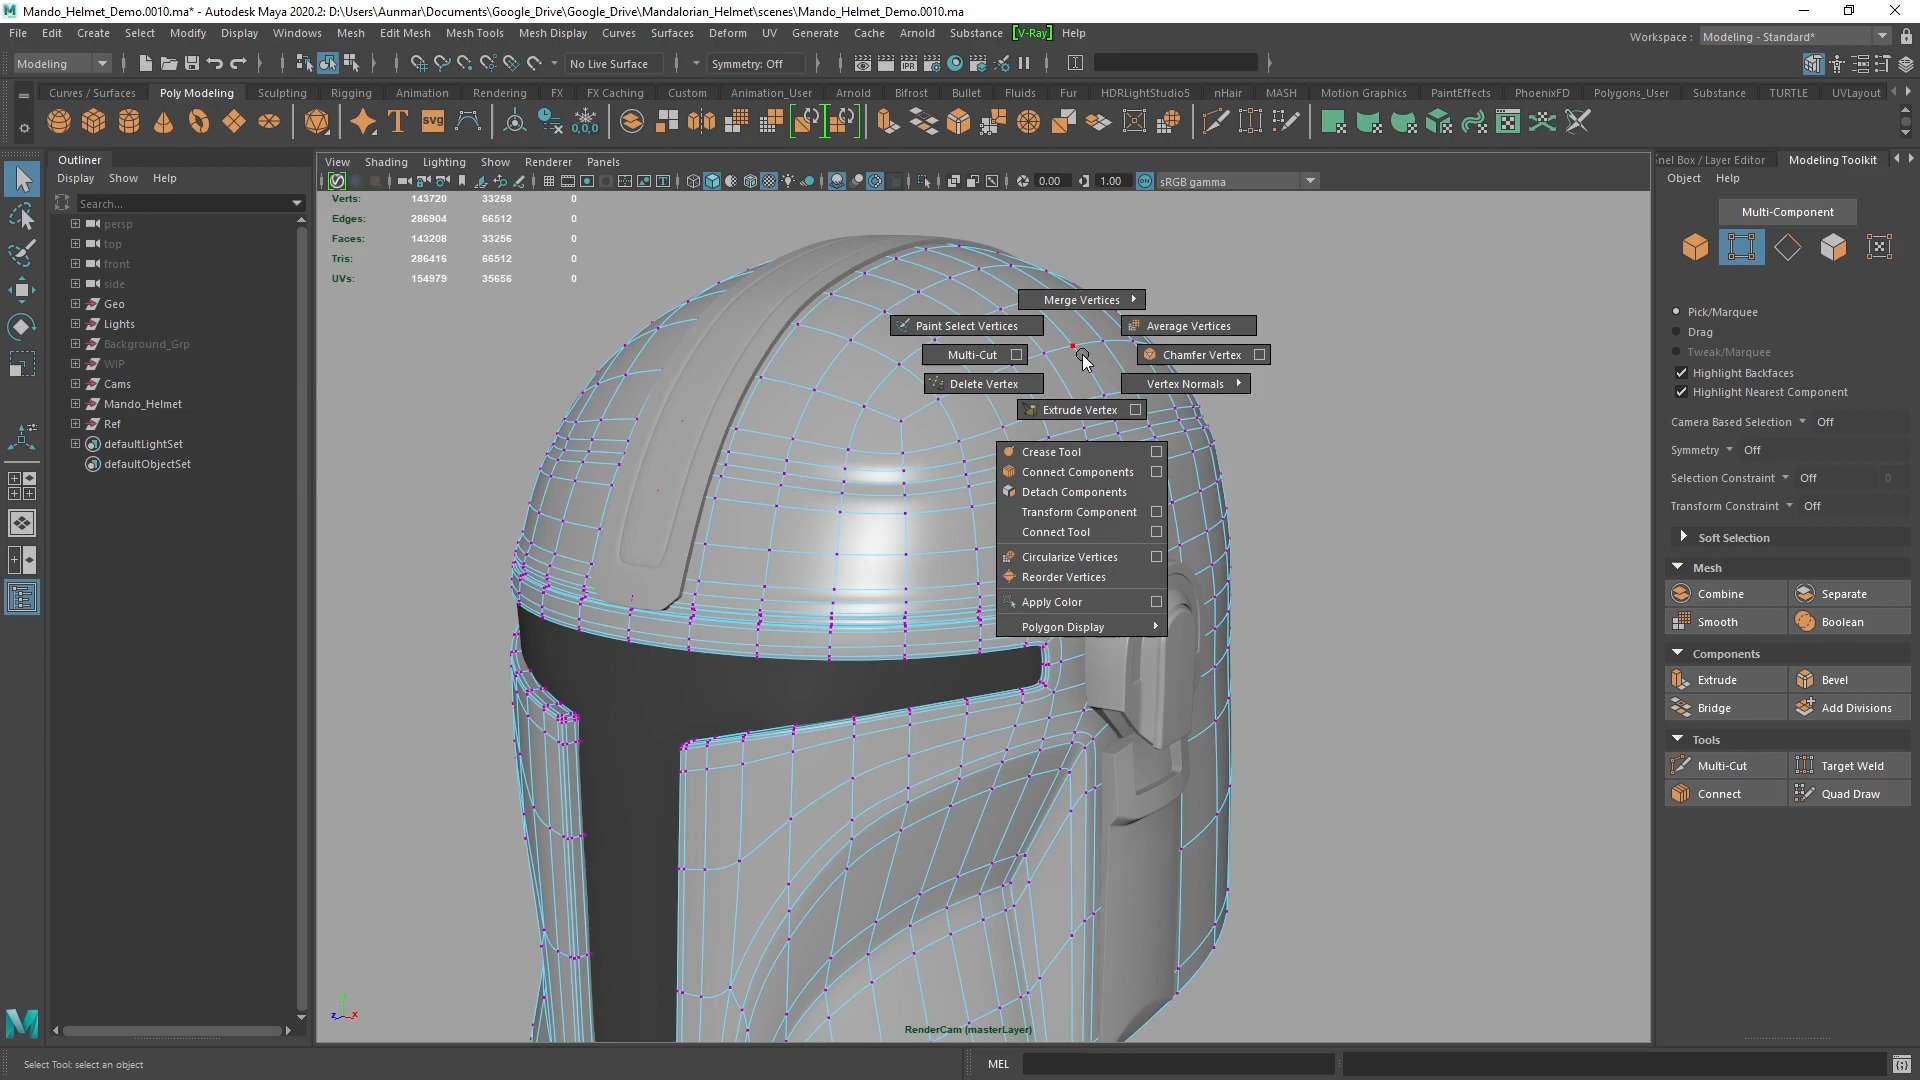 Mando_Helmet_Demo.0010.ma* - Autodesk Maya 2020.2: D:\Users\Aunmar\Documents\Google_Drive\Google_Drive\Mandalorian_Helmet\scenes\Mando_Helmet_Demo.0010.ma
File Edit Create Select Modify Display Windows Mesh Edit Mesh Mesh Tools Mesh Display Curves Surfaces Deform UV Generate Cache Arnold Substance [V-Ray] Help
Workspace : Modeling - Standard*
Modeling No Live Surface Symmetry: Off
Curves / Surfaces Poly Modeling Sculpting Rigging Animation Rendering FX FX Caching Custom Animation_User Arnold Bifrost Bullet Fluids Fur HDRLightStudio5 nHair MASH Motion Graphics PaintEffects PhoenixFD Polygons_User Substance TURTLE UVLayout
T SVG 0,0,0
Outliner
Display Show Help
Search...
persp
top
front
side
Geo
Lights
Background_Grp
WIP
Cams
Mando_Helmet
Ref
defaultLightSet
defaultObjectSet
View Shading Lighting Show Renderer Panels
0.00 1.00 ON sRGB gamma
Verts: 143720 33258 0
Edges: 286904 66512 0
Faces: 143208 33256 0
Tris: 286416 66512 0
UVs: 154979 35656 0
Merge Vertices
Paint Select Vertices
Average Vertices
Multi-Cut
Chamfer Vertex
Delete Vertex
Vertex Normals
Extrude Vertex
Crease Tool
Connect Components
Detach Components
Transform Component
Connect Tool
Circularize Vertices
Reorder Vertices
Apply Color
Polygon Display
z x
RenderCam (masterLayer)
nel Box / Layer Editor Modeling Toolkit
Object Help
Multi-Component
Pick/Marquee
Drag
Tweak/Marquee
Highlight Backfaces
Highlight Nearest Component
Camera Based Selection Off
Symmetry Off
Selection Constraint Off 0
Transform Constraint Off
Soft Selection
Mesh
Combine Separate
Smooth Boolean
Components
Extrude Bevel
Bridge Add Divisions
Tools
Multi-Cut Target Weld
Connect Quad Draw
Select Tool: select an object
MEL